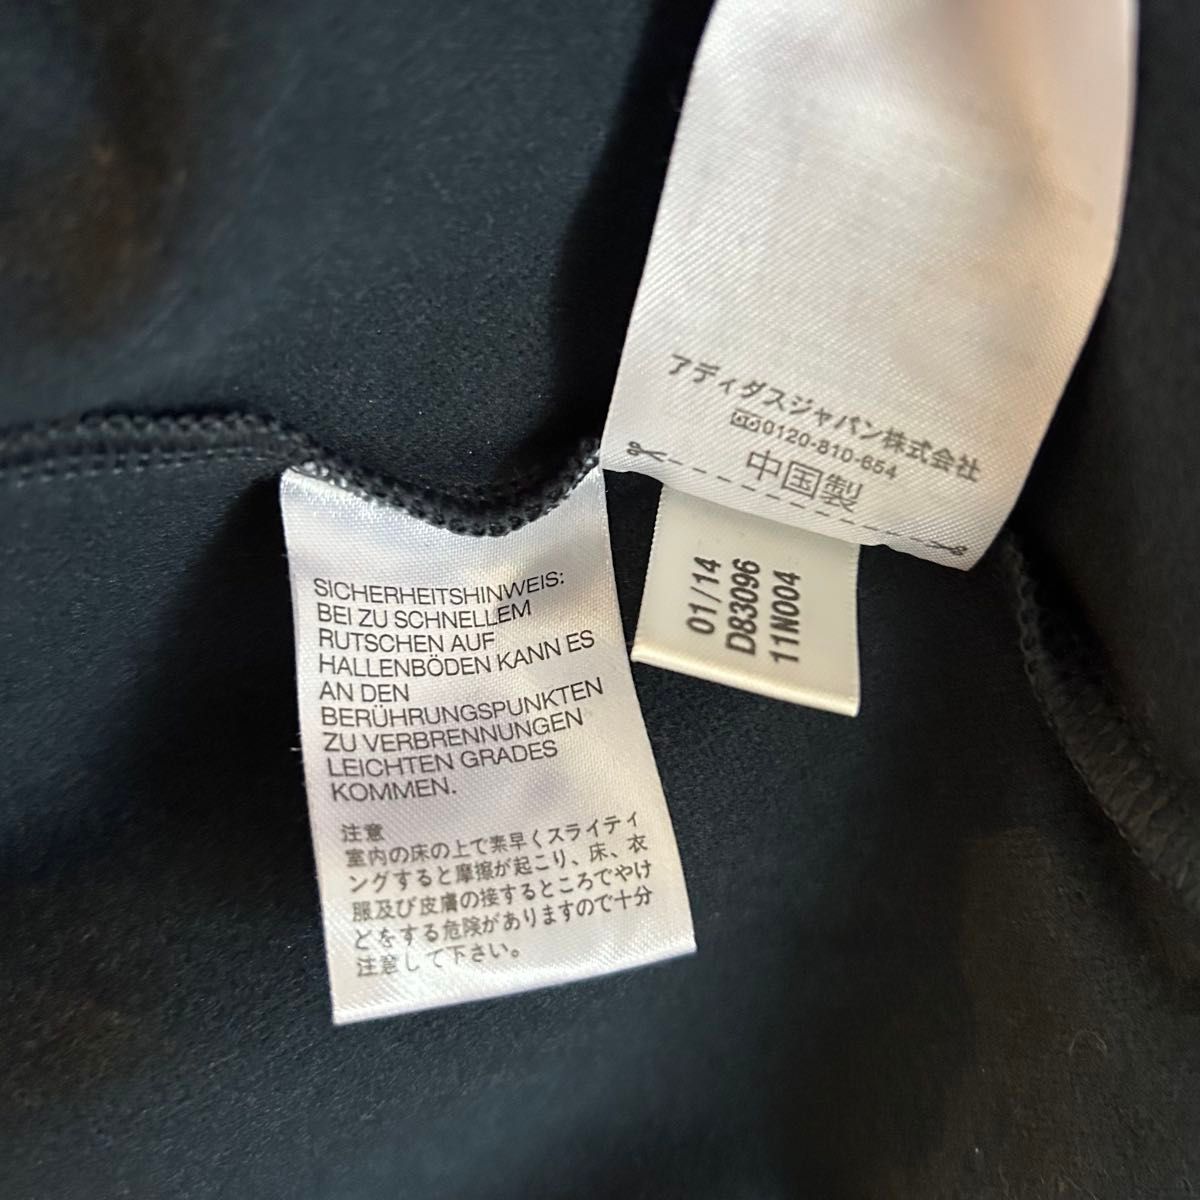 アディダスジャパン株式会社
0120-810-654
中国製
01/14
D83096
11N004
SICHERHEITSHINWEIS:
BEI ZU SCHNELLEM
RUTSCHEN AUF
HALLENBÖDEN KANN ES
AN DEN
BERÜHRUNGSPUNKTEN
ZU VERBRENNUNGEN
LEICHTEN GRADES
KOMMEN.
注意
室内の床の上で素早くスライティ
ングすると摩擦が起こり、床、衣
服及び皮膚の接するところでやけ
どをする危険がありますので十分
注意して下さい。